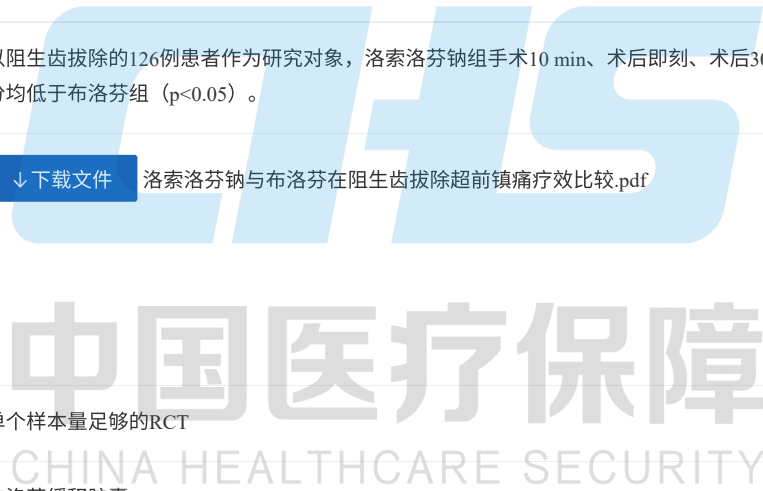 以阻生齿拔除的126例患者作为研究对象，洛索洛芬钠组手术10 min、术后即刻、术后30
分均低于布洛芬组（p<0.05）。
↓下载文件 洛索洛芬钠与布洛芬在阻生齿拔除超前镇痛疗效比较.pdf
CHS
中国医疗保障
单个样本量足够的RCT
CHINA HEALTHCARE SECURITY